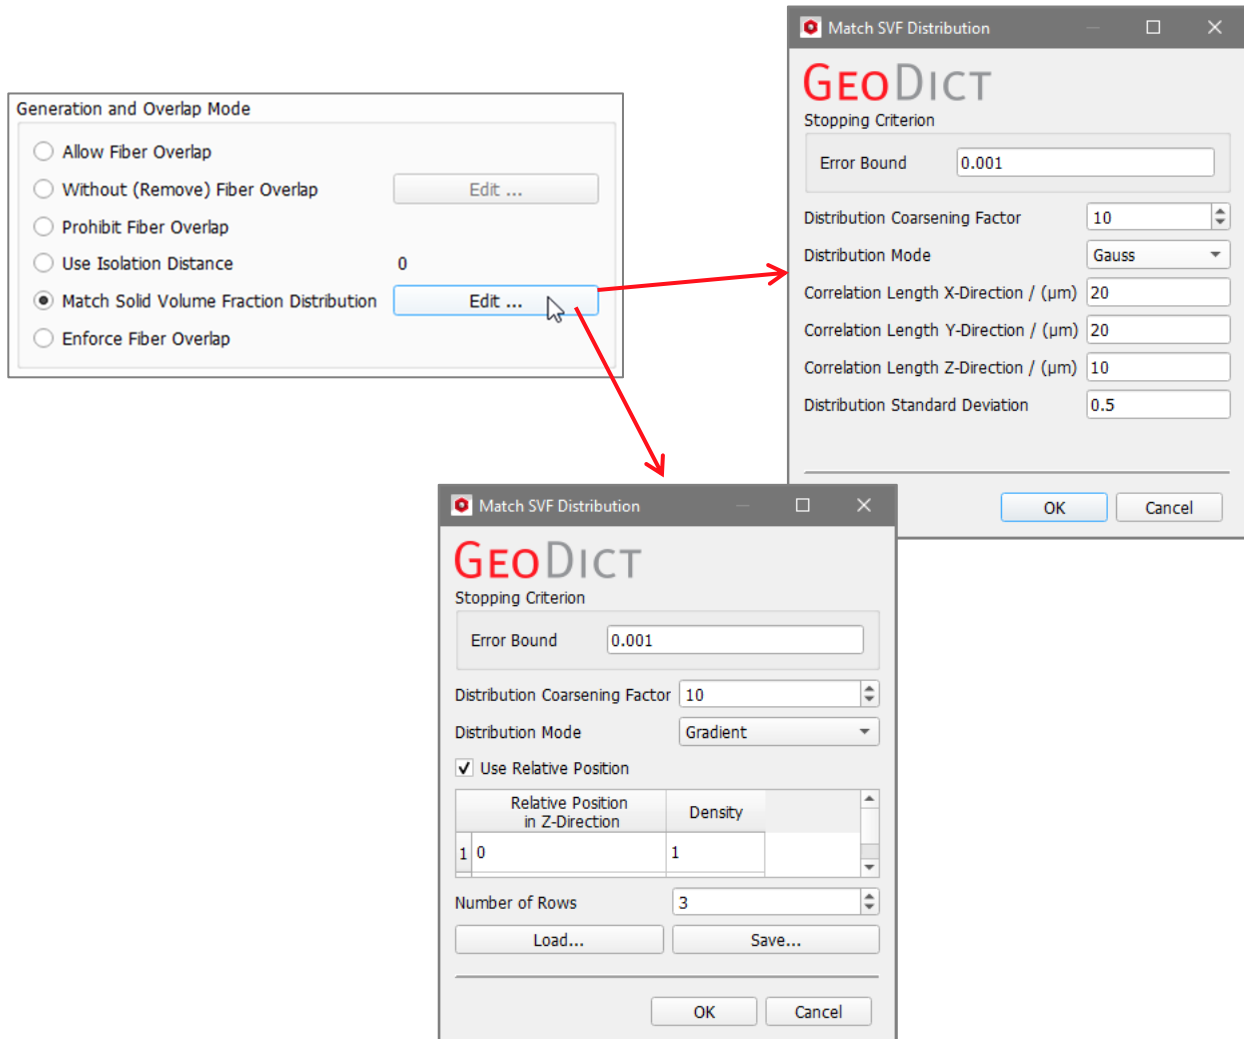 Generation and Overlap Mode
Allow Fiber Overlap
Without (Remove) Fiber Overlap Edit ...
Prohibit Fiber Overlap
Use Isolation Distance 0
Match Solid Volume Fraction Distribution Edit ...
Enforce Fiber Overlap
Match SVF Distribution
GEODICT
Stopping Criterion
Error Bound 0.001
Distribution Coarsening Factor 10
Distribution Mode Gauss
Correlation Length X-Direction / (µm) 20
Correlation Length Y-Direction / (µm) 20
Correlation Length Z-Direction / (µm) 10
Distribution Standard Deviation 0.5
OK Cancel
Match SVF Distribution
GEODICT
Stopping Criterion
Error Bound 0.001
Distribution Coarsening Factor 10
Distribution Mode Gradient
Use Relative Position
Relative Position
in Z-Direction Density
1 0 1
Number of Rows 3
Load... Save...
OK Cancel